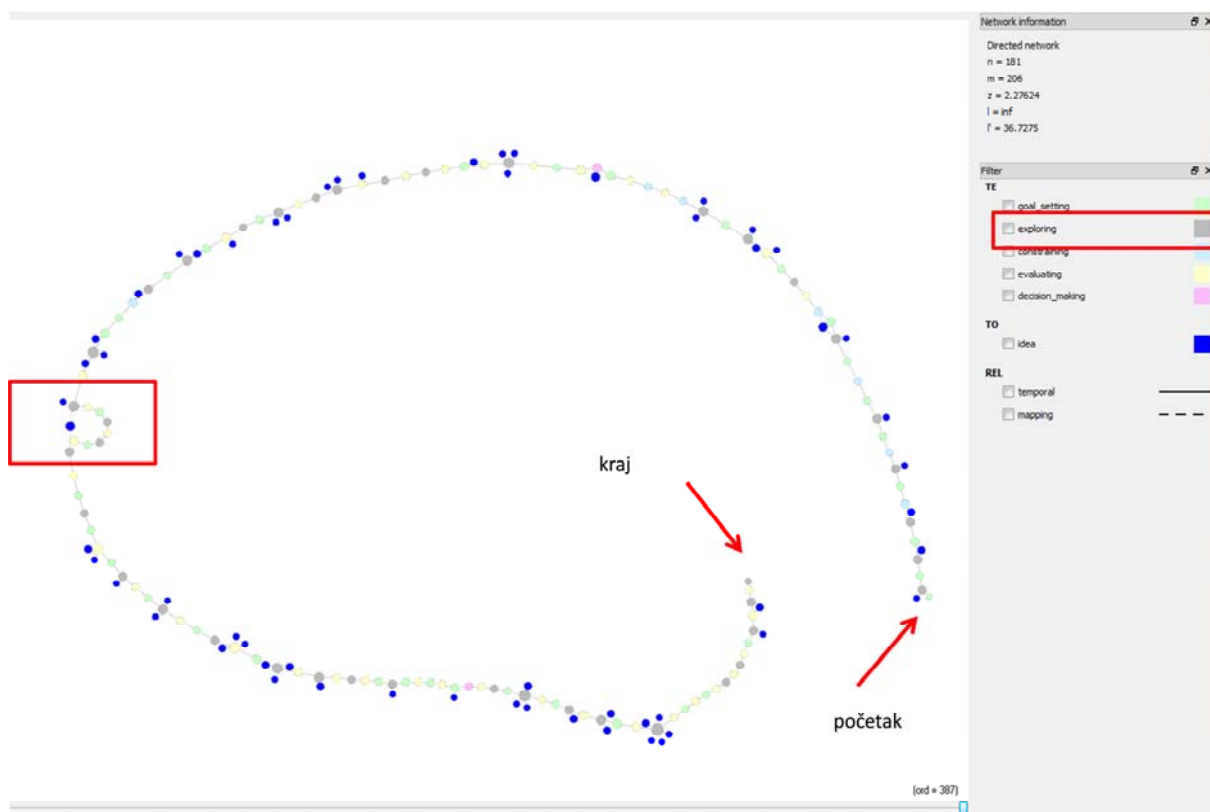 Network information
Directed network
n = 181
m = 206
z = 2.27624
l = inf
l' = 36.7275
Filter
TE
goal_setting
exploring
constraining
evaluating
decision_making
TO
idea
REL
temporal
mapping
kraj
početak
(ord = 387)